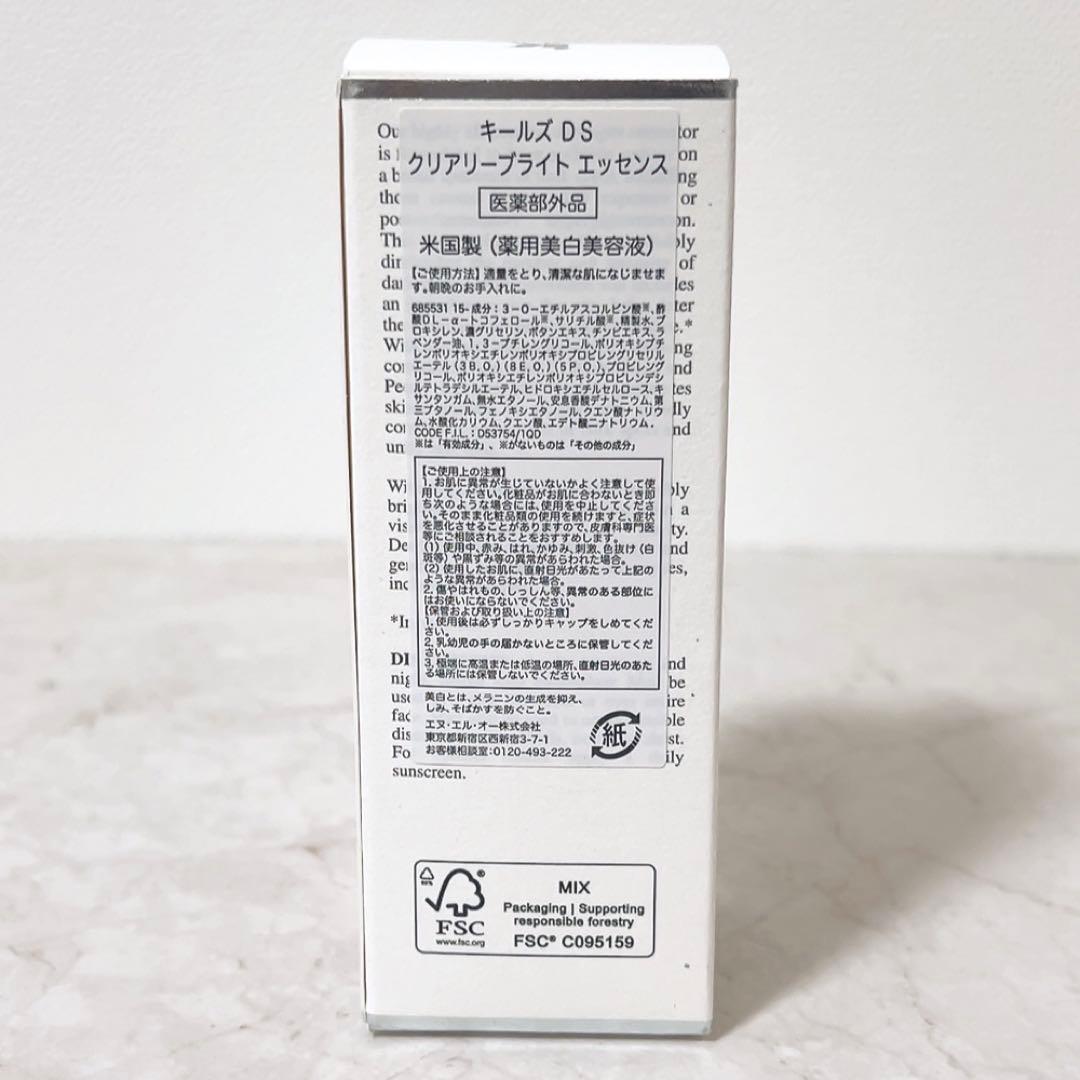 キールズ DS
クリアリーブライト エッセンス
医薬部外品
米国製（薬用美白美容液）
【ご使用方法】適量をとり、清潔な肌になじませま
す。朝晩のお手入れに。
685531 15-成分：３－Ｏ－エチルアスコルビン酸※、酢
酸ＤＬ－α－トコフェロール※、サリチル酸※、精製水、プ
ロキシレン、濃グリセリン、ボタンエキス、チンピエキス、ラ
ベンダー油、１，３－ブチレングリコール、ポリオキシブチ
レンポリオキシエチレンポリオキシプロピレングリセリル
エーテル（３Ｂ．Ｏ．）（８Ｅ．Ｏ．）（５Ｐ．Ｏ．）、プロピレング
リコール、ポリオキシエチレンポリオキシプロピレンデシ
ルテトラデシルエーテル、ヒドロキシエチルセルロース、キ
サンタンガム、無水エタノール、安息香酸デナトニウム、第
三ブタノール、フェノキシエタノール、クエン酸ナトリウ
ム、水酸化カリウム、クエン酸、エデト酸二ナトリウム．
CODE F.I.L.：D53754/1QD
※は「有効成分」、※がないものは「その他の成分」
【ご使用上の注意】
1. お肌に異常が生じていないかよく注意して使
用してください。化粧品がお肌に合わないとき即
ち次のような場合には、使用を中止してくださ
い。そのまま化粧品類の使用を続けますと、症状
を悪化させることがありますので、皮膚科専門医
等にご相談されることをおすすめします。
(1) 使用中、赤み、はれ、かゆみ、刺激、色抜け（白
斑等）や黒ずみ等の異常があらわれた場合。
(2) 使用したお肌に、直射日光があたって上記の
ような異常があらわれた場合。
2. 傷やはれもの、しっしん等、異常のある部位に
はお使いにならないでください。
【保管および取り扱い上の注意】
1. 使用後は必ずしっかりキャップをしめてくだ
さい。
2. 乳幼児の手の届かないところに保管してくだ
さい。
3. 極端に高温または低温の場所、直射日光のあた
る場所には保管しないでください。
美白とは、メラニンの生成を抑え、
しみ、そばかすを防ぐこと。
エヌ・エル・オー株式会社
東京都新宿区西新宿3-7-1
お客様相談室：0120-493-222
紙
sunscreen.
FSC
www.fsc.org
MIX
Packaging | Supporting
responsible forestry
FSC® C095159